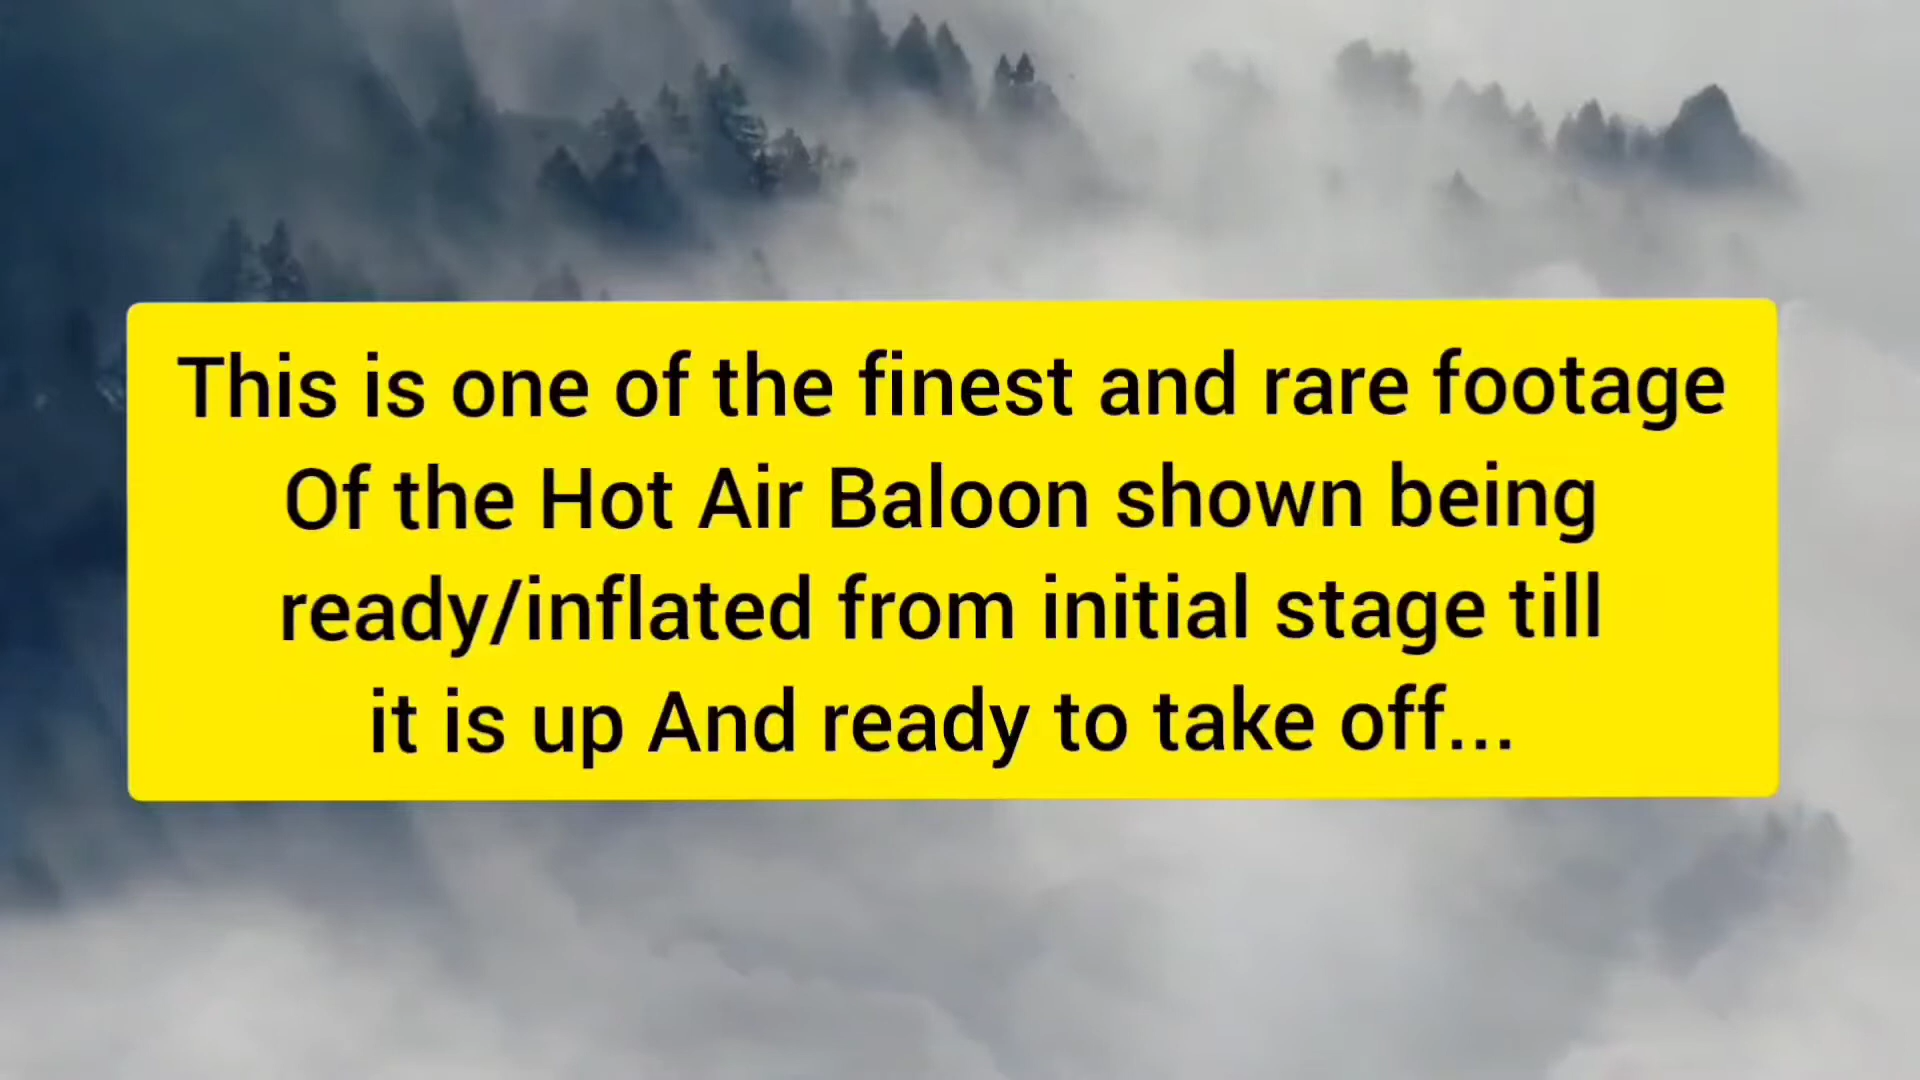 This is one of the finest and rare footage
Of the Hot Air Baloon shown being
ready/inflated from initial stage till
it is up And ready to take off...